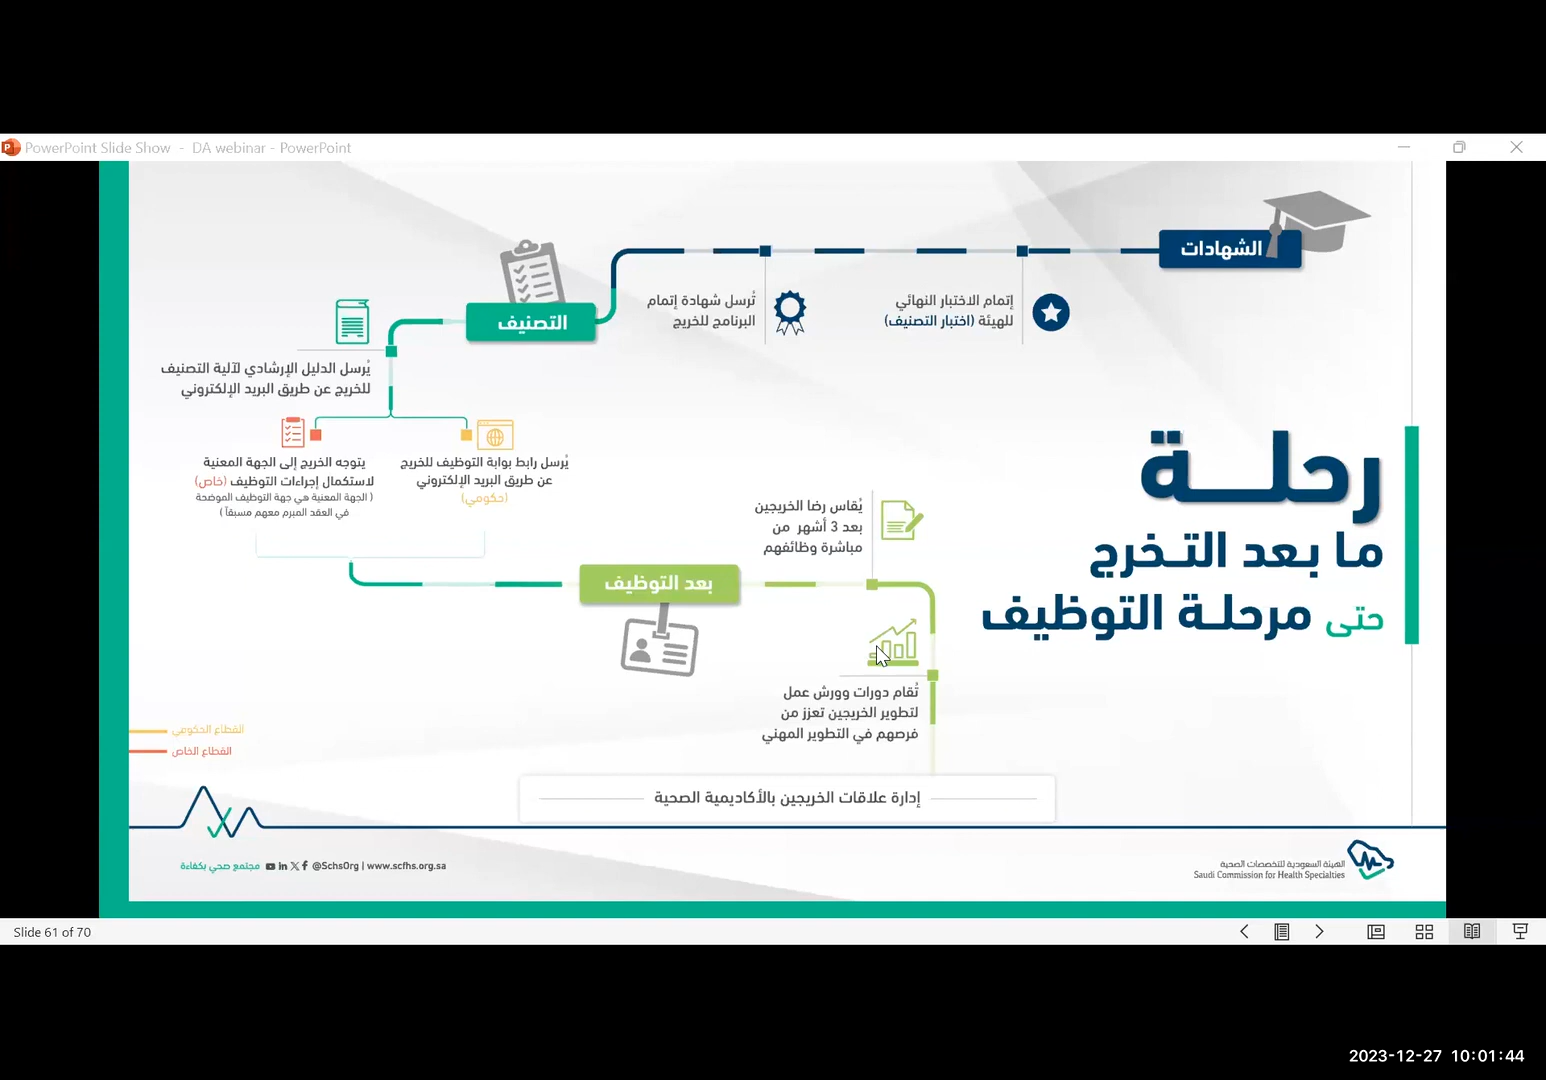 PowerPoint Slide Show - DA webinar - PowerPoint
الشهادات
إتمام الاختبار النهائي
للهيئة (اختبار التصنيف)
تُرسل شهادة إتمام
البرنامج للخريج
التصنيف
يُرسل الدليل الإرشادي لآلية التصنيف
للخريج عن طريق البريد الإلكتروني
يُرسل رابط بوابة التوظيف للخريج
عن طريق البريد الإلكتروني
(حكومي)
يتوجه الخريج إلى الجهة المعنية
لاستكمال إجراءات التوظيف (خاص)
( الجهة المعنية هي جهة التوظيف الموضحة
في العقد المبرم معهم مسبقاً )
رحلة
ما بعد التخرج
حتى مرحلة التوظيف
بعد التوظيف
يُقاس رضا الخريجين
بعد 3 أشهر من
مباشرة وظائفهم
تُقام دورات وورش عمل
لتطوير الخريجين تعزز من
فرصهم في التطوير المهني
القطاع الحكومي
القطاع الخاص
إدارة علاقات الخريجين بالأكاديمية الصحية
مجتمع صحي بكفاءة
@SchsOrg | www.scfhs.org.sa
الهيئة السعودية للتخصصات الصحية
Saudi Commission for Health Specialties
Slide 61 of 70
2023-12-27 10:01:44